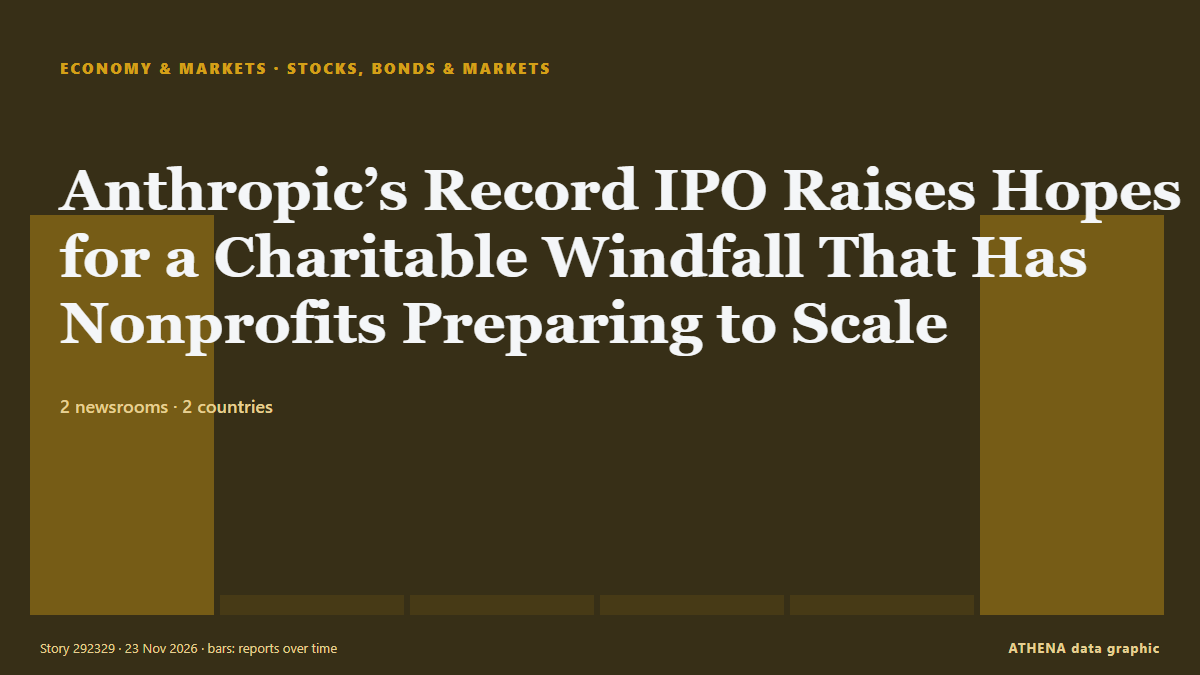 ECONOMY & MARKETS · STOCKS, BONDS & MARKETS
Anthropic’s Record IPO Raises Hopes
for a Charitable Windfall That Has
Nonprofits Preparing to Scale
2 newsrooms · 2 countries
Story 292329 · 23 Nov 2026 · bars: reports over time
ATHENA data graphic